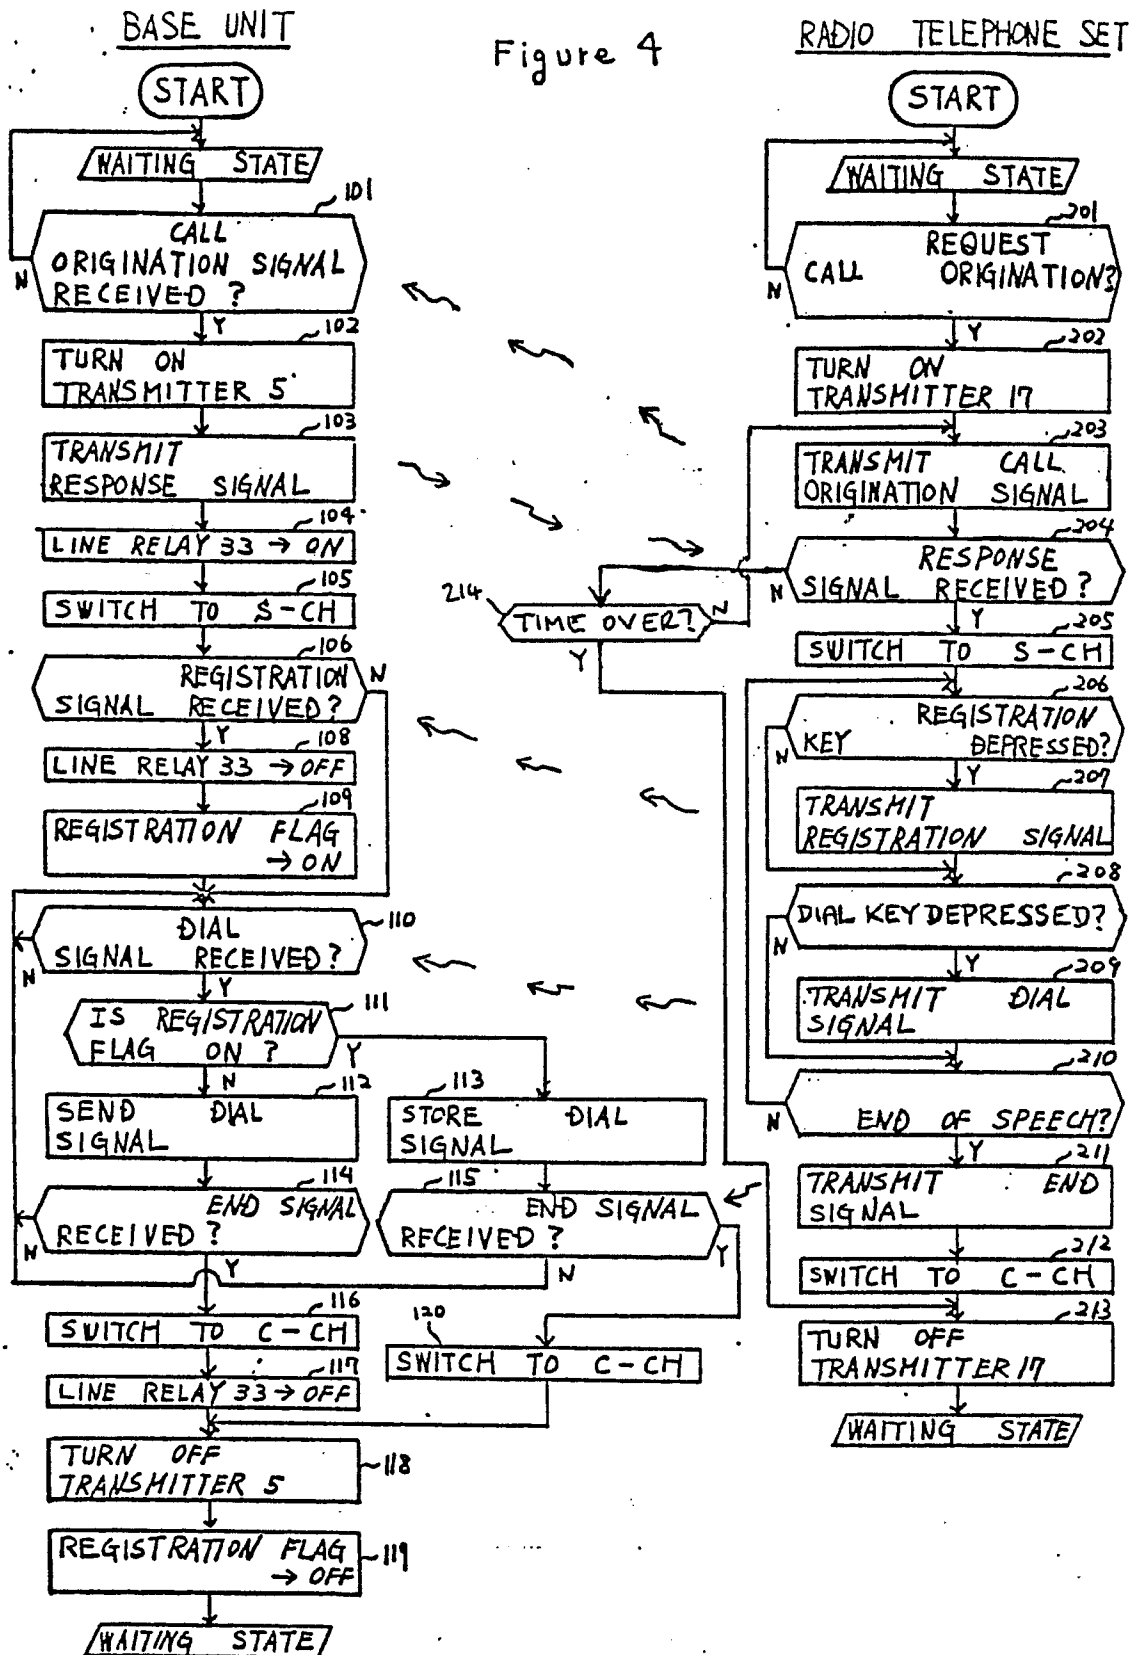 BASE UNIT
Figure 4
RADIO TELEPHONE SET
START
WAITING STATE
101
CALL
ORIGINATION SIGNAL
RECEIVED ?
N
Y
102
TURN ON
TRANSMITTER 5
103
TRANSMIT
RESPONSE SIGNAL
104
LINE RELAY 33 → ON
105
SWITCH TO S-CH
106
REGISTRATION
SIGNAL RECEIVED?
N
Y
108
LINE RELAY 33 → OFF
109
REGISTRATION FLAG
→ ON
110
DIAL
SIGNAL RECEIVED?
N
Y
111
IS REGISTRATION
FLAG ON ?
Y
N
112
SEND DIAL
SIGNAL
113
STORE DIAL
SIGNAL
114
END SIGNAL
RECEIVED ?
N
Y
115
END SIGNAL
RECEIVED ?
Y
N
116
SWITCH TO C-CH
117
LINE RELAY 33 → OFF
120
SWITCH TO C-CH
118
TURN OFF
TRANSMITTER 5
119
REGISTRATION FLAG
→ OFF
WAITING STATE
START
WAITING STATE
201
REQUEST
CALL ORIGINATION?
N
Y
202
TURN ON
TRANSMITTER 17
203
TRANSMIT CALL
ORIGINATION SIGNAL
204
RESPONSE
SIGNAL RECEIVED?
N
Y
214
TIME OVER?
N
Y
205
SWITCH TO S-CH
206
REGISTRATION
KEY DEPRESSED?
N
Y
207
TRANSMIT
REGISTRATION SIGNAL
208
DIAL KEY DEPRESSED?
N
Y
209
TRANSMIT DIAL
SIGNAL
210
END OF SPEECH?
N
Y
211
TRANSMIT END
SIGNAL
212
SWITCH TO C-CH
213
TURN OFF
TRANSMITTER 17
WAITING STATE